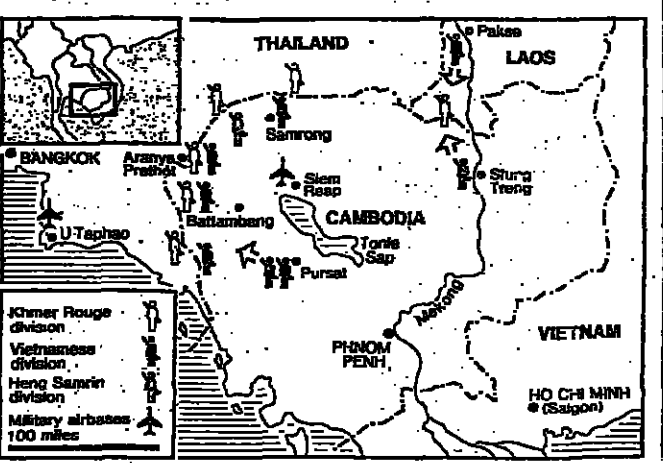 Pakse
THAILAND
LAOS
Samrong
BANGKOK
Aranya
Prathet
Siem
Reap
Stung
Treng
Battambang
CAMBODIA
U Taphao
Tonle
Sap
Pursat
Mekong
Khmer Rouge
division
Vietnamese
division
Heng Samrin
division
Military airbases
100 miles
PHNOM
PENH
VIETNAM
HO CHI MINH
(Saigon)